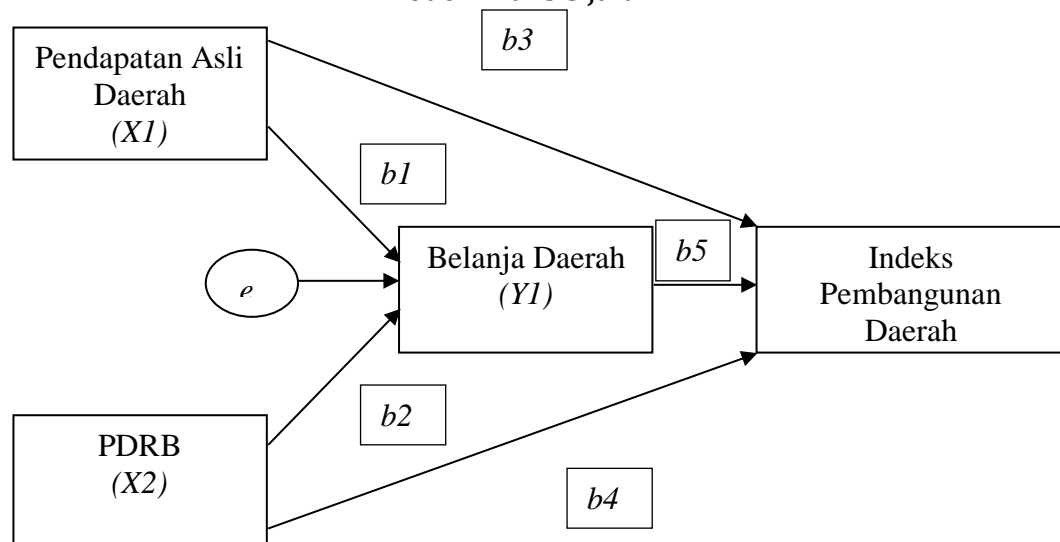 b3
Pendapatan Asli
Daerah
(X1)
b1
Belanja Daerah
(Y1)
b5
Indeks
Pembangunan
Daerah
e
b2
PDRB
(X2)
b4